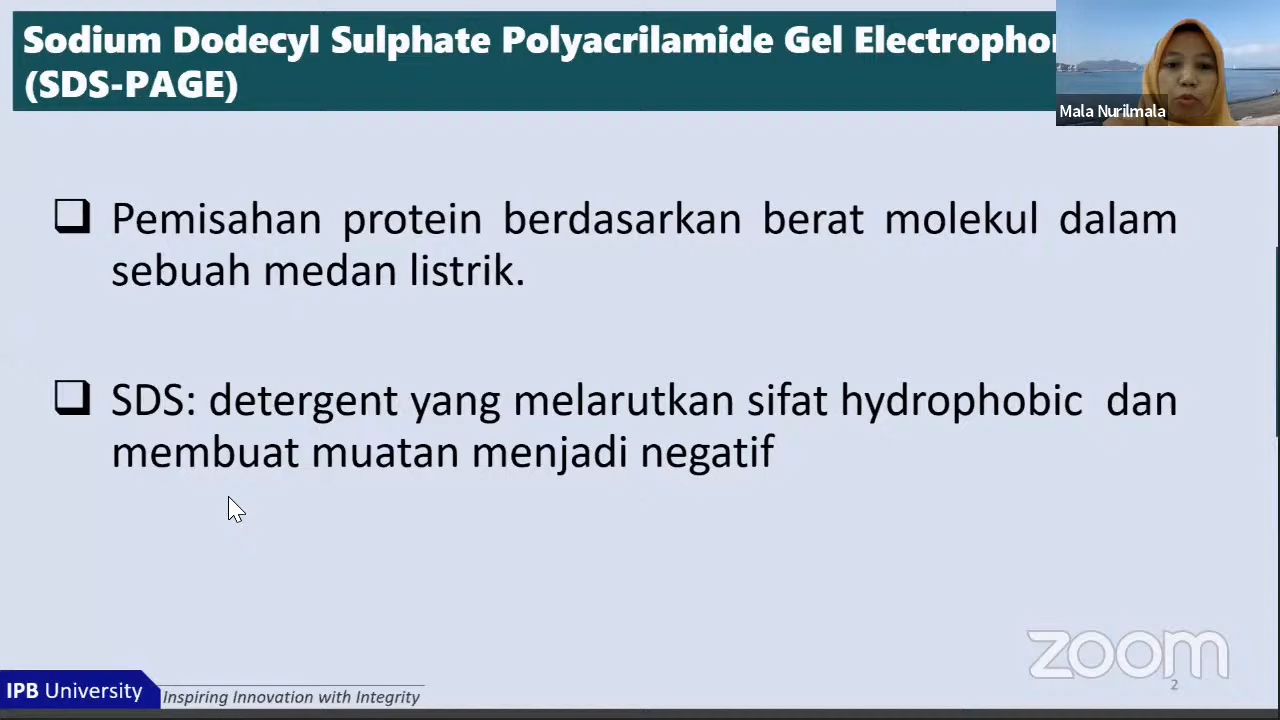 Sodium Dodecyl Sulphate Polyacrilamide Gel
(SDS-PAGE)
Mala Nurilmala
Pemisahan protein berdasarkan berat molekul dalam
sebuah medan listrik.
SDS: detergent yang melarutkan sifat hydrophobic dan
membuat muatan menjadi negatif
zoom
2
IPB University
Inspiring Innovation with Integrity